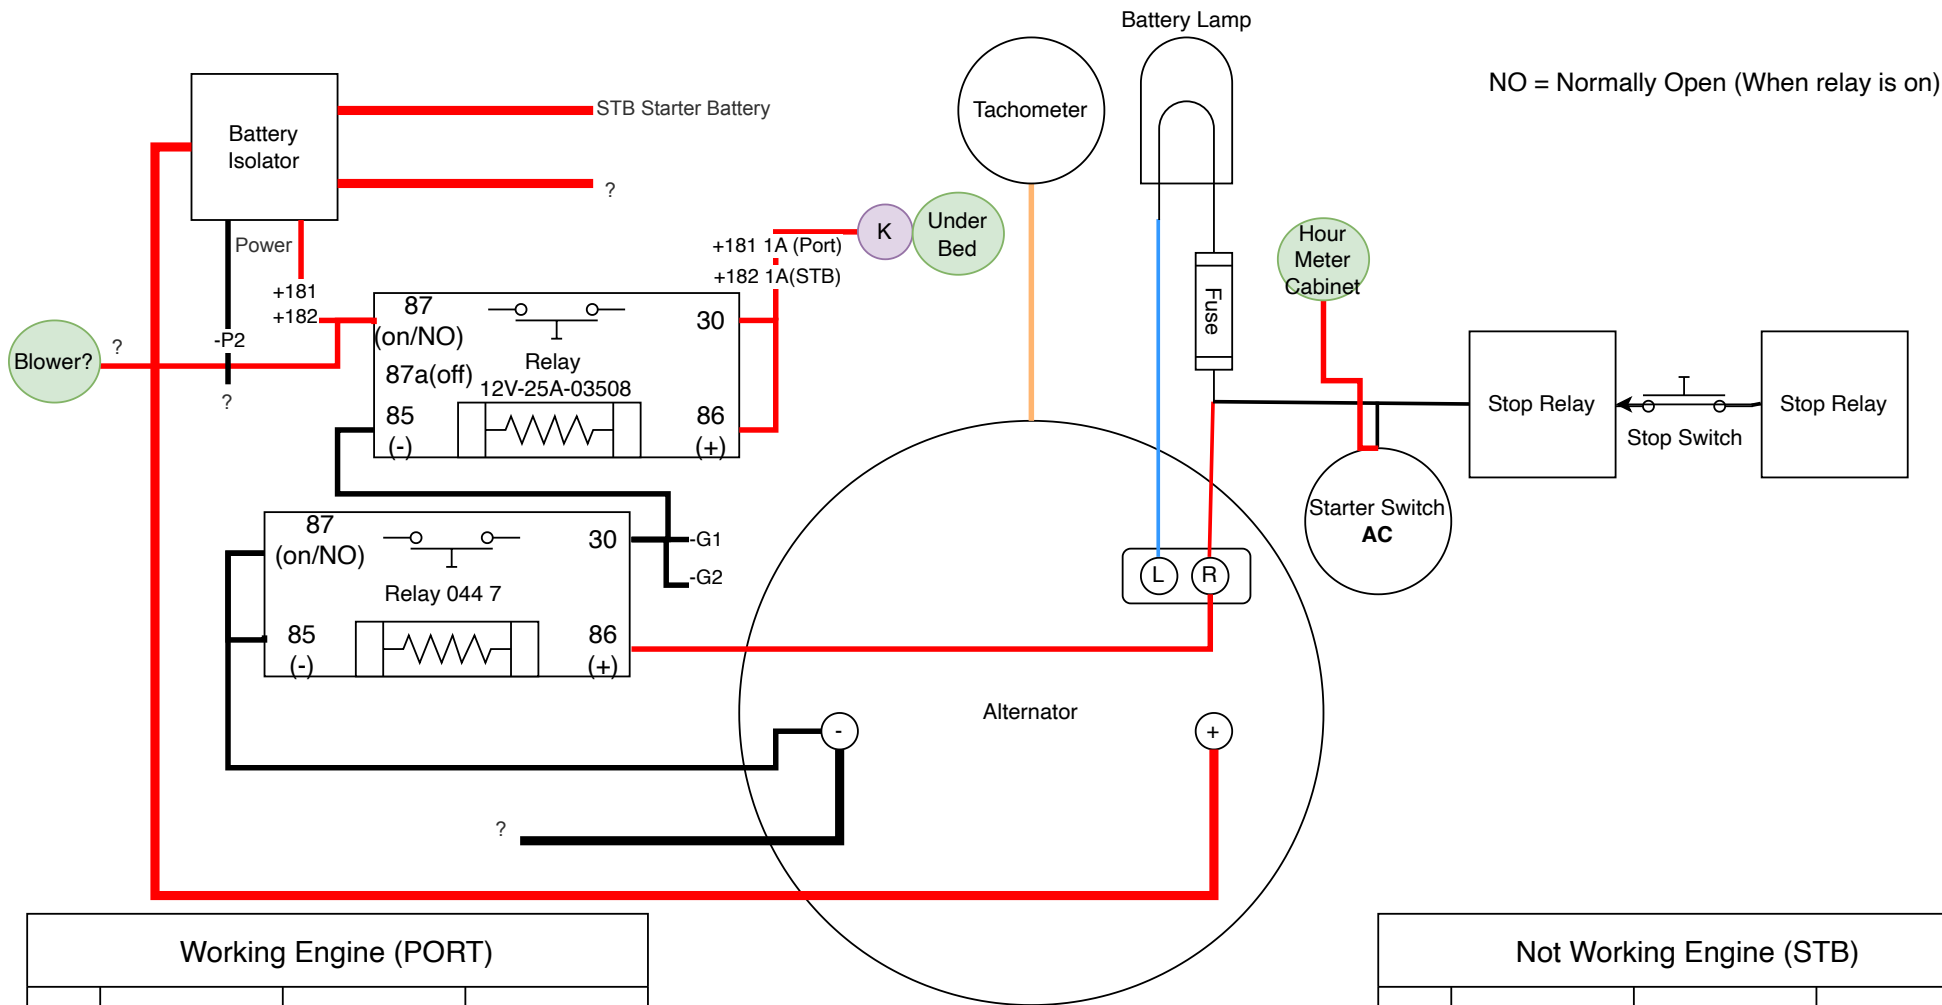 Battery Lamp
NO = Normally Open (When relay is on)
Battery
Isolator
STB Starter Battery
?
Tachometer
Power
+181
+182
-P2
?
?
Blower?
+181 1A (Port)
+182 1A(STB)
K
Under
Bed
87
(on/NO)
87a(off)
85
(-)
Relay
12V-25A-03508
30
86
(+)
Fuse
Hour
Meter
Cabinet
Stop Relay
Stop Switch
Stop Relay
Starter Switch
AC
87
(on/NO)
30
-G1
-G2
Relay 044 7
85
(-)
86
(+)
L
R
Alternator
-
+
?
Working Engine (PORT)
Not Working Engine (STB)